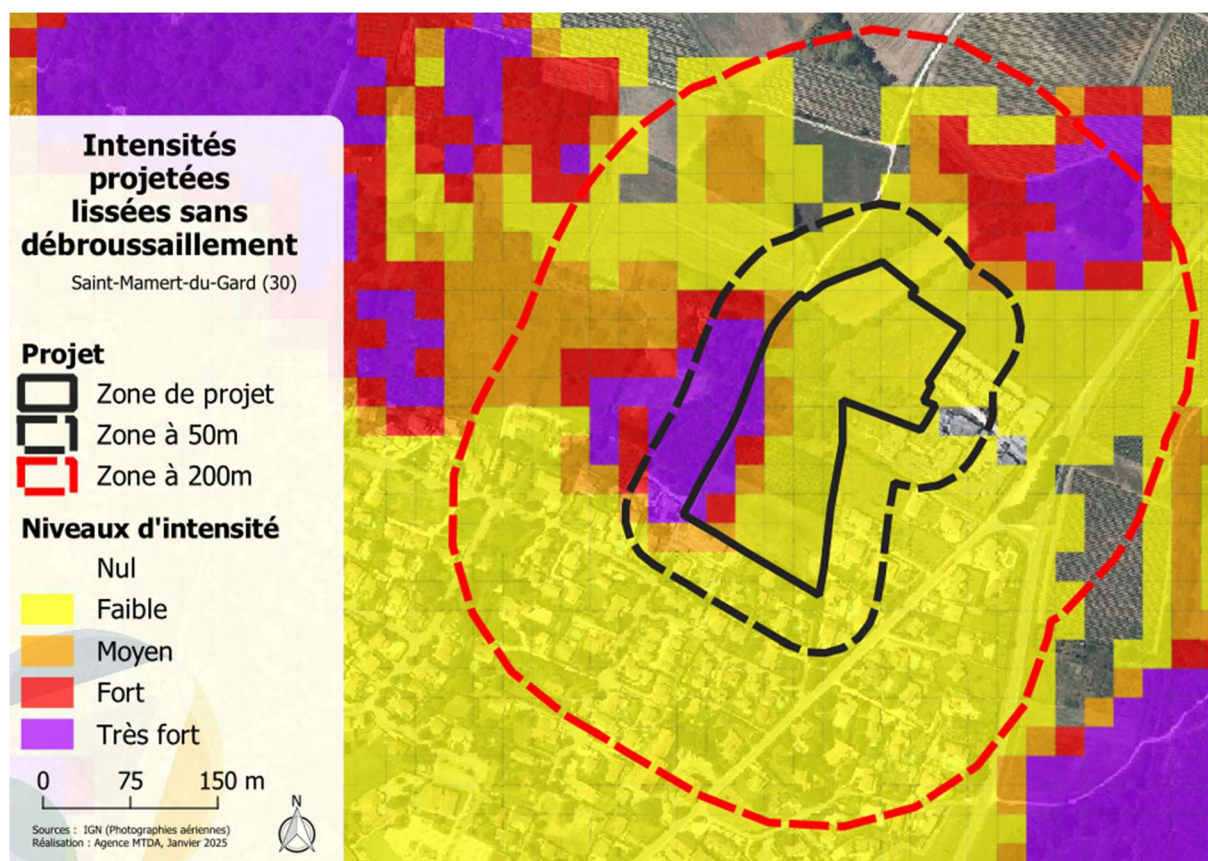 Intensités
projetées
lissées sans
débroussaillement
Saint-Mamert-du-Gard (30)
Projet
Zone de projet
Zone à 50m
Zone à 200m
Niveaux d'intensité
Nul
Faible
Moyen
Fort
Très fort
0 75 150 m
N
Sources : IGN (Photographies aériennes)
Réalisation : Agence MTDA, Janvier 2025